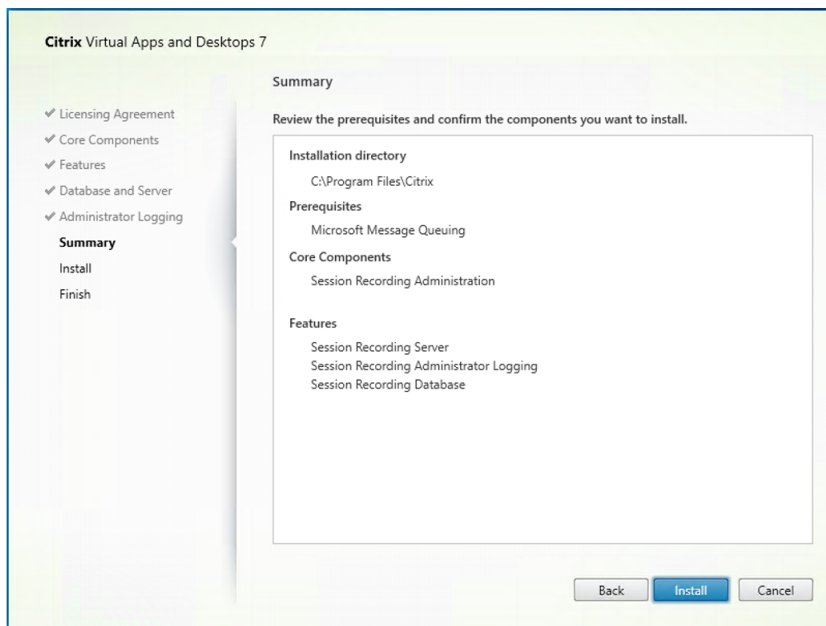 Citrix Virtual Apps and Desktops 7
Licensing Agreement
Core Components
Features
Database and Server
Administrator Logging
Summary
Install
Finish
Summary
Review the prerequisites and confirm the components you want to install.
Installation directory
C:\Program Files\Citrix
Prerequisites
Microsoft Message Queuing
Core Components
Session Recording Administration
Features
Session Recording Server
Session Recording Administrator Logging
Session Recording Database
Back
Install
Cancel